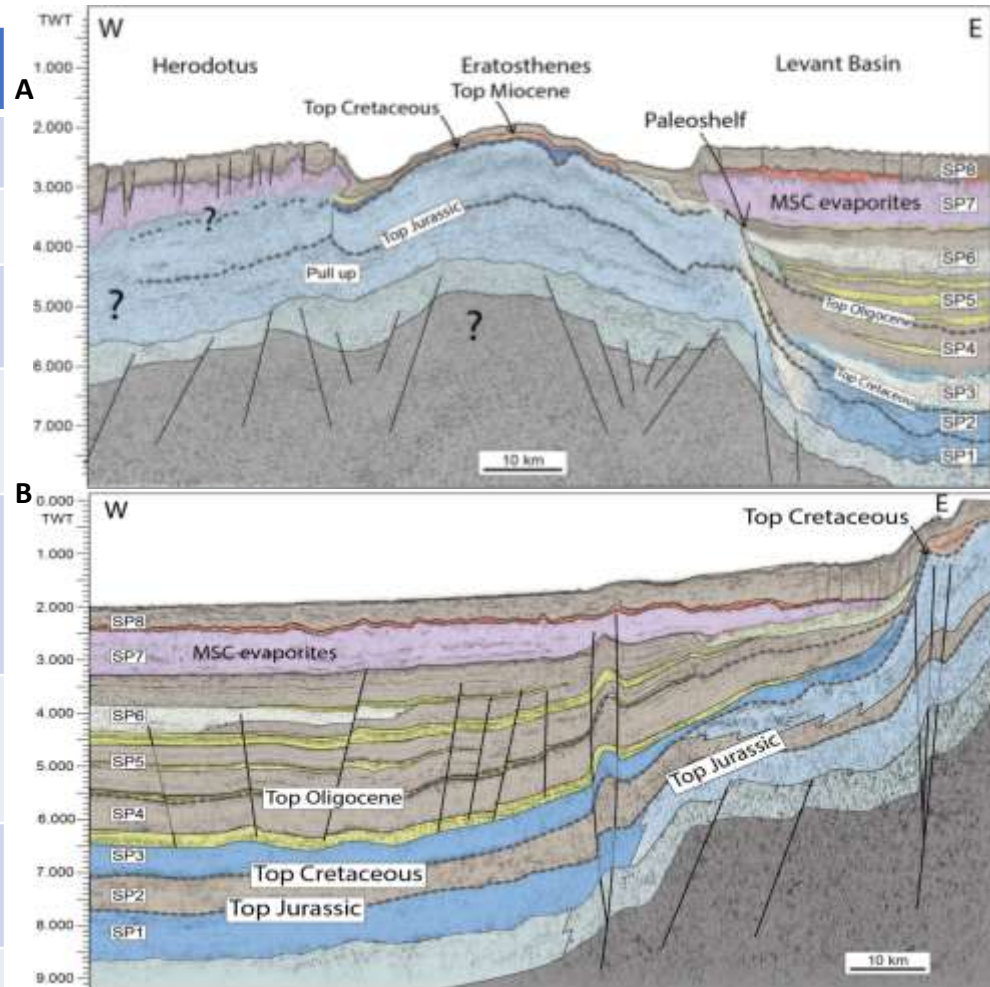 A
TWT
W
E
Herodotus
Eratosthenes
Levant Basin
1.000
Top Miocene
Top Cretaceous
2.000
Paleoshelf
SP8
3.000
MSC evaporites
SP7
?
4.000
Top Jurassic
SP6
Pull up
?
5.000
SP5
Top Oligocene
?
SP4
6.000
Top Cretaceous
SP3
SP2
7.000
SP1
10 km
B
0.000
TWT
W
E
Top Cretaceous
1.000
2.000
SP8
MSC evaporites
SP7
3.000
4.000
SP6
5.000
SP5
Top Jurassic
Top Oligocene
SP4
6.000
SP3
7.000
Top Cretaceous
SP2
Top Jurassic
8.000
SP1
10 km
9.000